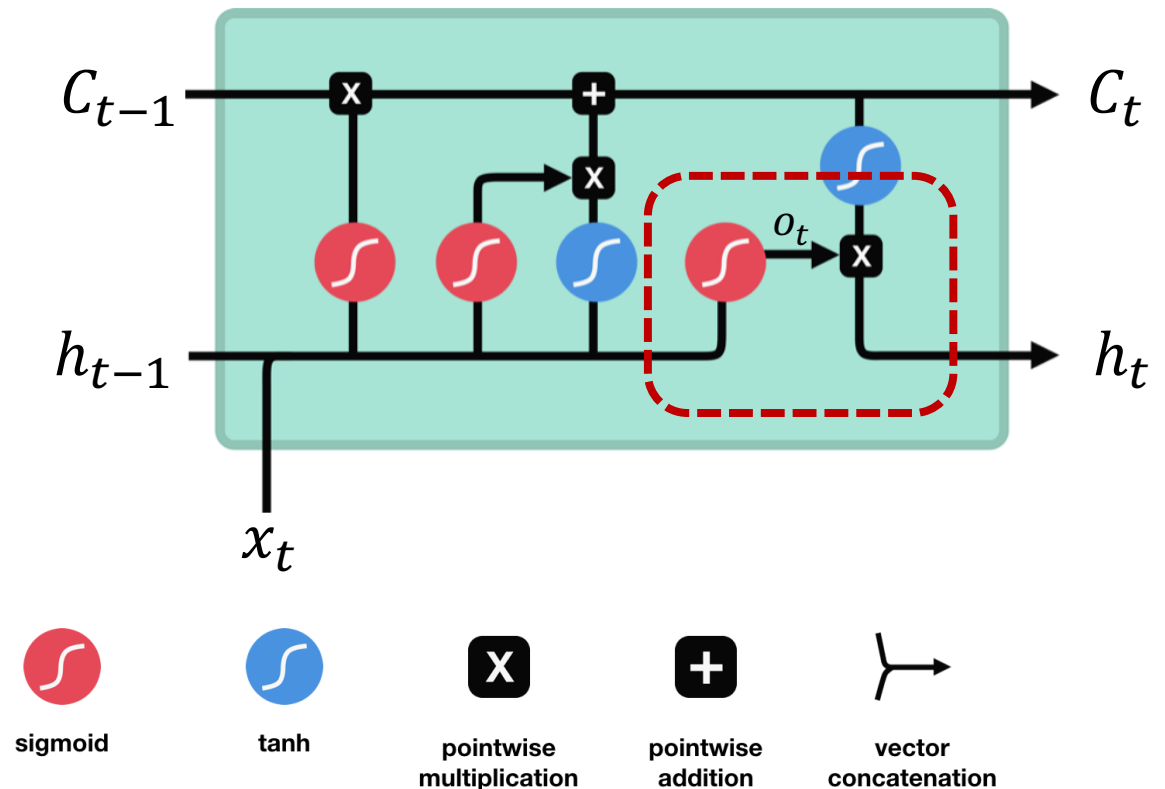 C_{t-1}
C_t
o_t
h_{t-1}
h_t
x_t
X
+
X
X
X
+
sigmoid
tanh
pointwise
multiplication
pointwise
addition
vector
concatenation